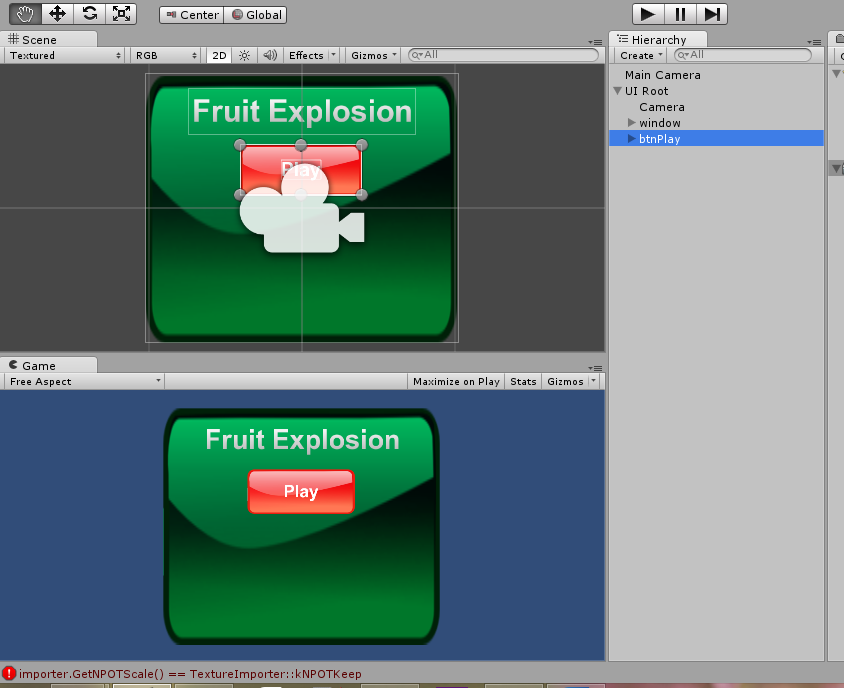 Center Global
Scene
Textured RGB 2D Effects Gizmos All
Fruit Explosion
Play
Game
Free Aspect Maximize on Play Stats Gizmos
Fruit Explosion
Play
Hierarchy
Create All
Main Camera
UI Root
Camera
window
btnPlay
importer.GetNPOTScale() == TextureImporter::kNPOTKeep